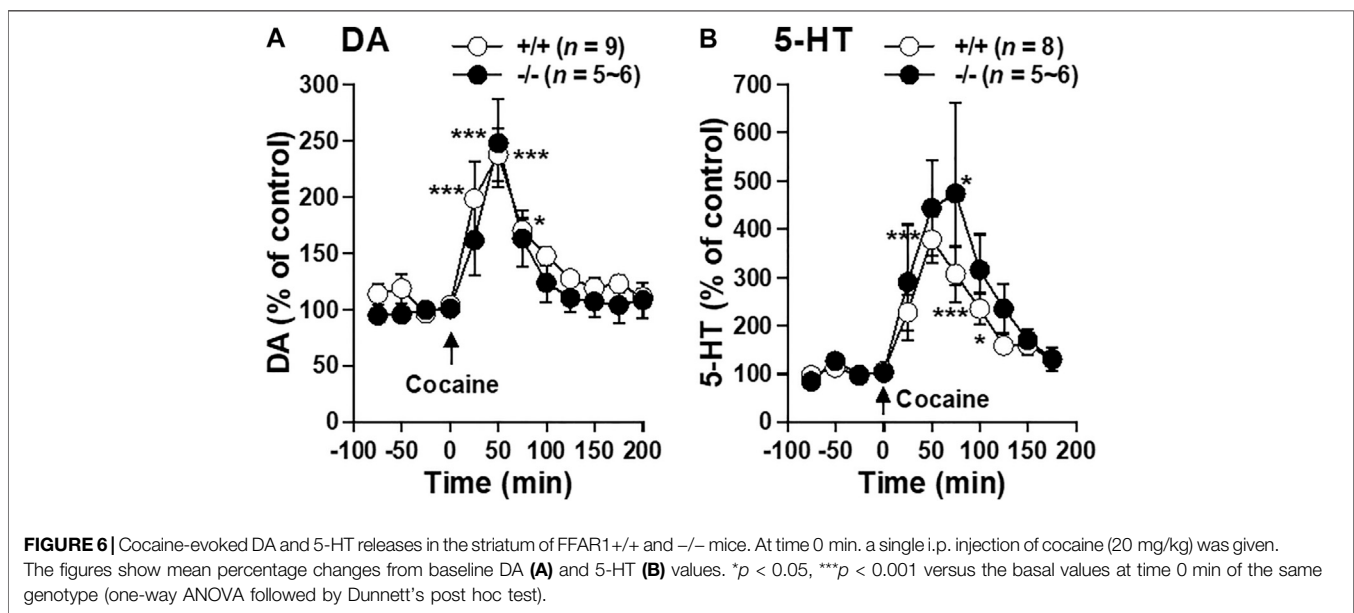 A DA
+/+ (n = 9)
-/- (n = 5~6)
300
250
200
150
100
50
0
DA (% of control)
***
***
***
*
Cocaine
-100 -50 0 50 100 150 200
Time (min)
B 5-HT
+/+ (n = 8)
-/- (n = 5~6)
700
600
500
400
300
200
100
0
5-HT (% of control)
*
***
***
*
Cocaine
-100 -50 0 50 100 150 200
Time (min)
FIGURE 6 | Cocaine-evoked DA and 5-HT releases in the striatum of FFAR1+/+ and −/− mice. At time 0 min. a single i.p. injection of cocaine (20 mg/kg) was given.
The figures show mean percentage changes from baseline DA (A) and 5-HT (B) values. *p < 0.05, ***p < 0.001 versus the basal values at time 0 min of the same
genotype (one-way ANOVA followed by Dunnett's post hoc test).